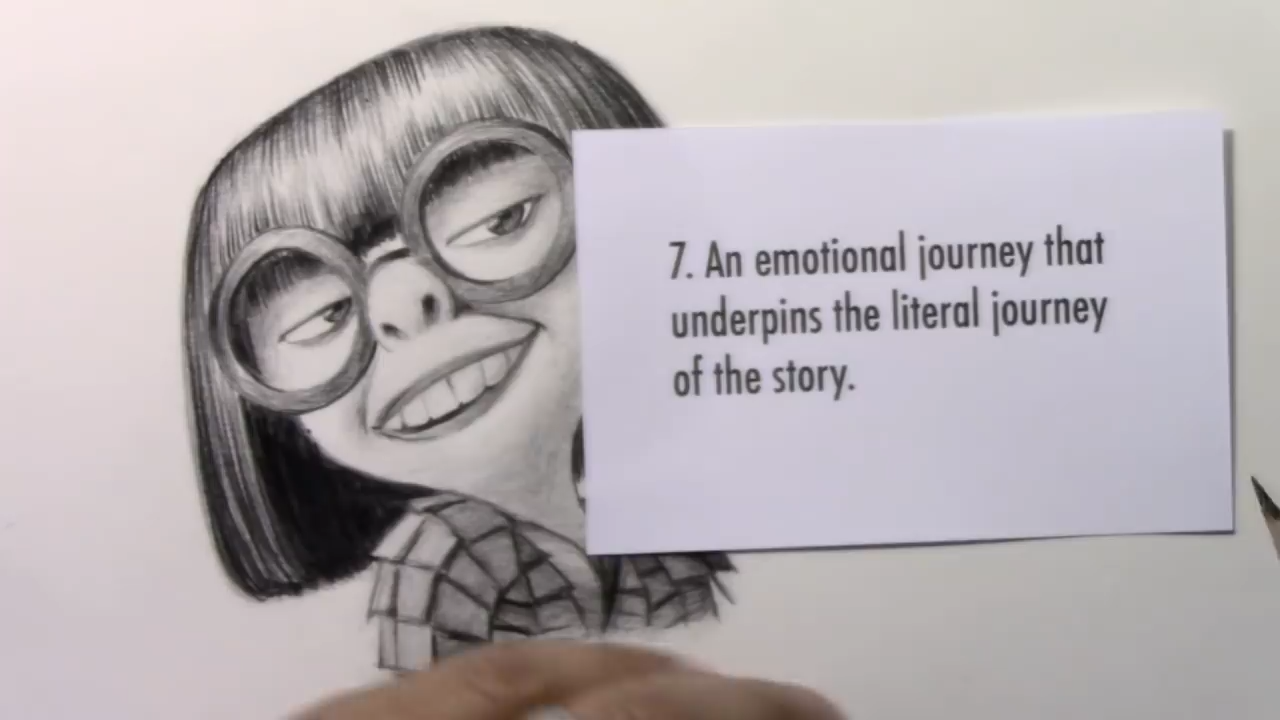 7. An emotional journey that
underpins the literal journey
of the story.